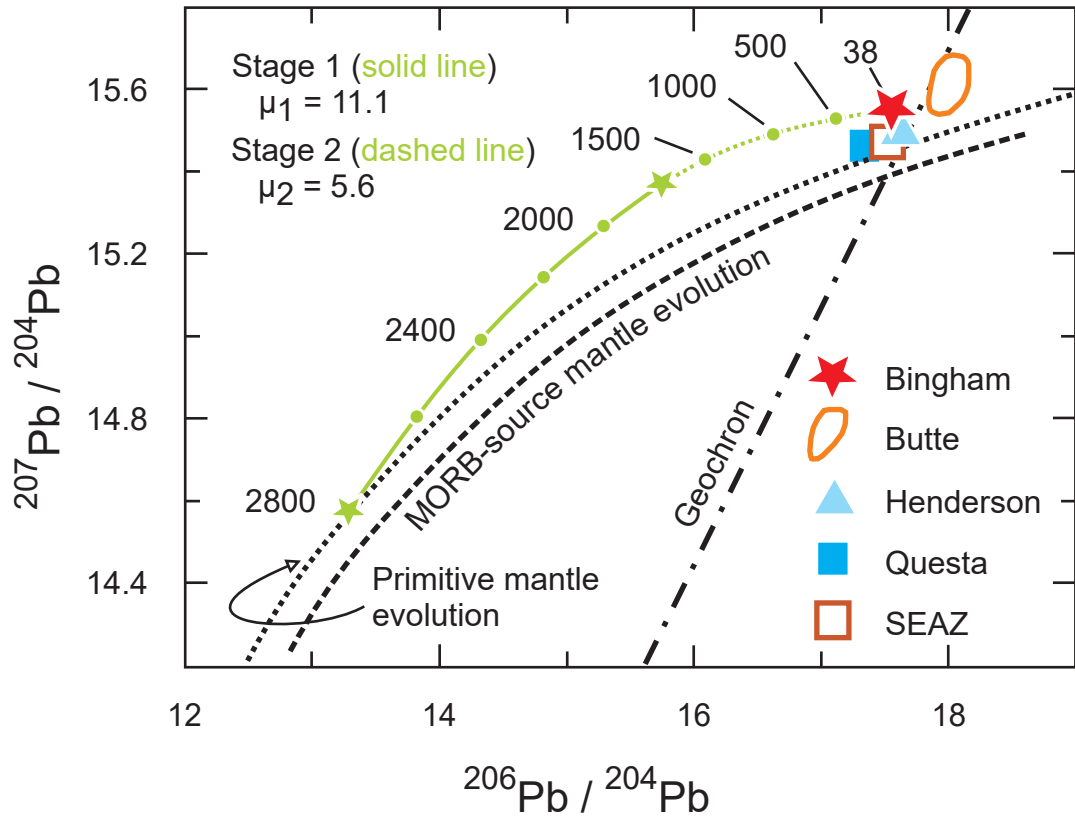 Stage 1 (solid line)
μ1 = 11.1
Stage 2 (dashed line)
μ2 = 5.6
38
500
1000
1500
2000
2400
2800
15.6
15.2
14.8
14.4
207Pb / 204Pb
MORB-source mantle evolution
Geochron
Primitive mantle
evolution
Bingham
Butte
Henderson
Questa
SEAZ
12
14
16
18
206Pb / 204Pb